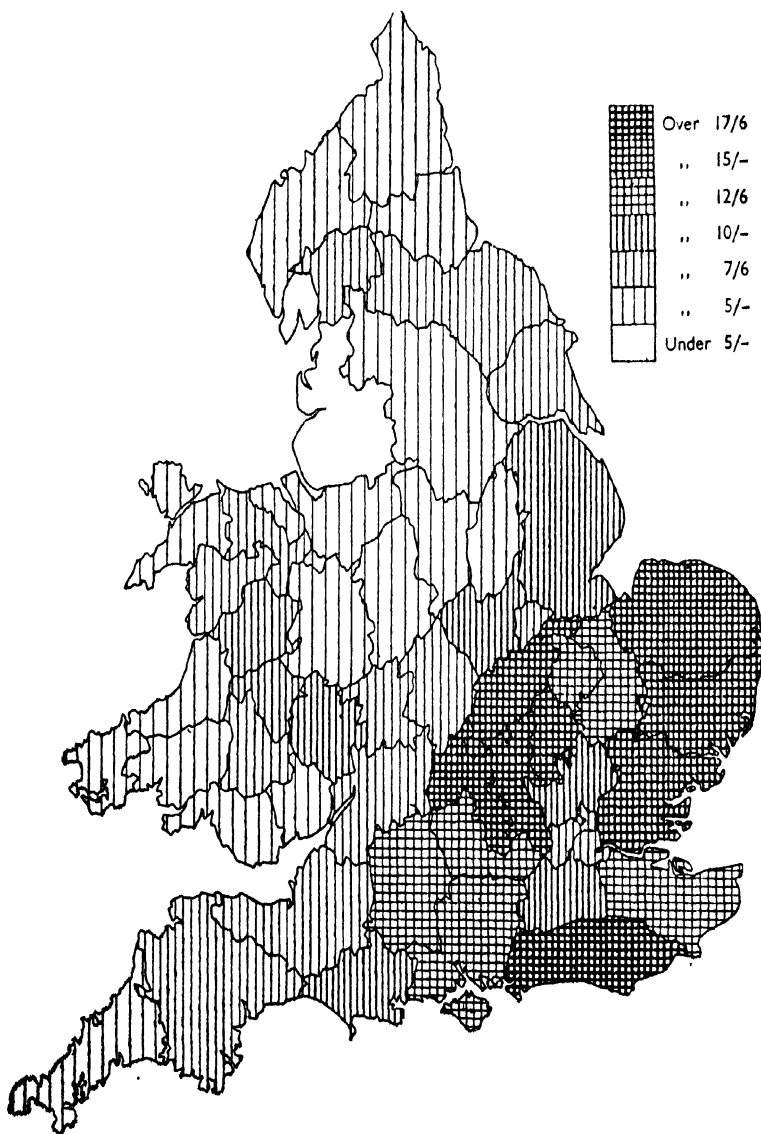 Over 17/6
,, 15/-
,, 12/6
,, 10/-
,, 7/6
,, 5/-
Under 5/-